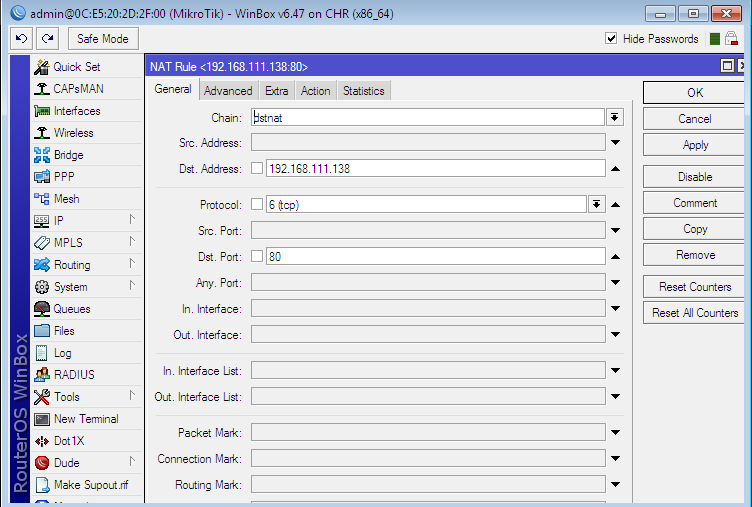 admin@0C:E5:20:2D:2F:00 (MikroTik) - WinBox v6.47 on CHR (x86_64)
Safe Mode
Hide Passwords
RouterOS WinBox
Quick Set
CAPsMAN
Interfaces
Wireless
Bridge
PPP
Mesh
IP
MPLS
Routing
System
Queues
Files
Log
RADIUS
Tools
New Terminal
Dot1X
Dude
Make Supout.rif
NAT Rule <192.168.111.138:80>
General Advanced Extra Action Statistics
Chain: dstnat
Src. Address:
Dst. Address: 192.168.111.138
Protocol: 6 (tcp)
Src. Port:
Dst. Port: 80
Any. Port:
In. Interface:
Out. Interface:
In. Interface List:
Out. Interface List:
Packet Mark:
Connection Mark:
Routing Mark:
OK
Cancel
Apply
Disable
Comment
Copy
Remove
Reset Counters
Reset All Counters